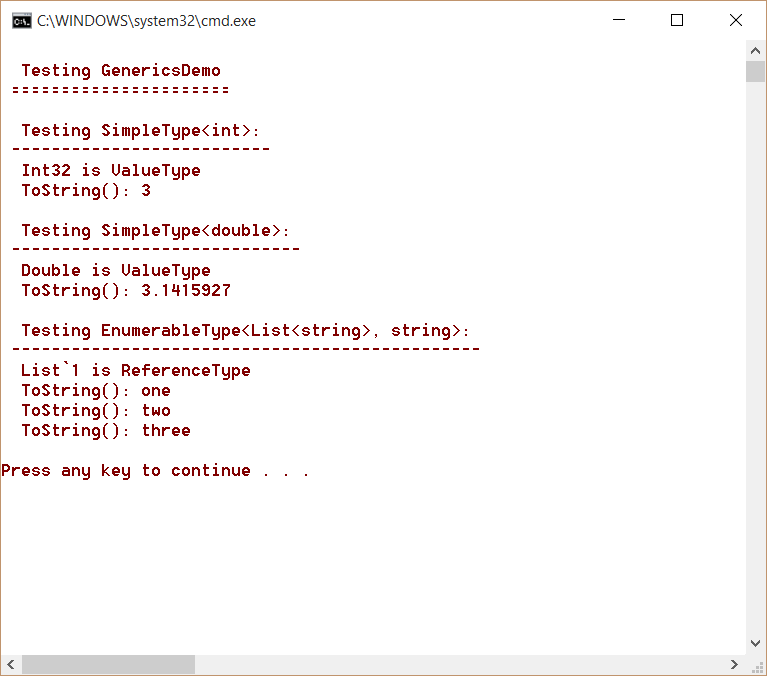 C:\WINDOWS\system32\cmd.exe
Testing GenericsDemo
======================
Testing SimpleType<int>:
--------------------------
Int32 is ValueType
ToString(): 3
Testing SimpleType<double>:
-----------------------------
Double is ValueType
ToString(): 3.1415927
Testing EnumerableType<List<string>, string>:
-----------------------------------------------
List`1 is ReferenceType
ToString(): one
ToString(): two
ToString(): three
Press any key to continue . . .